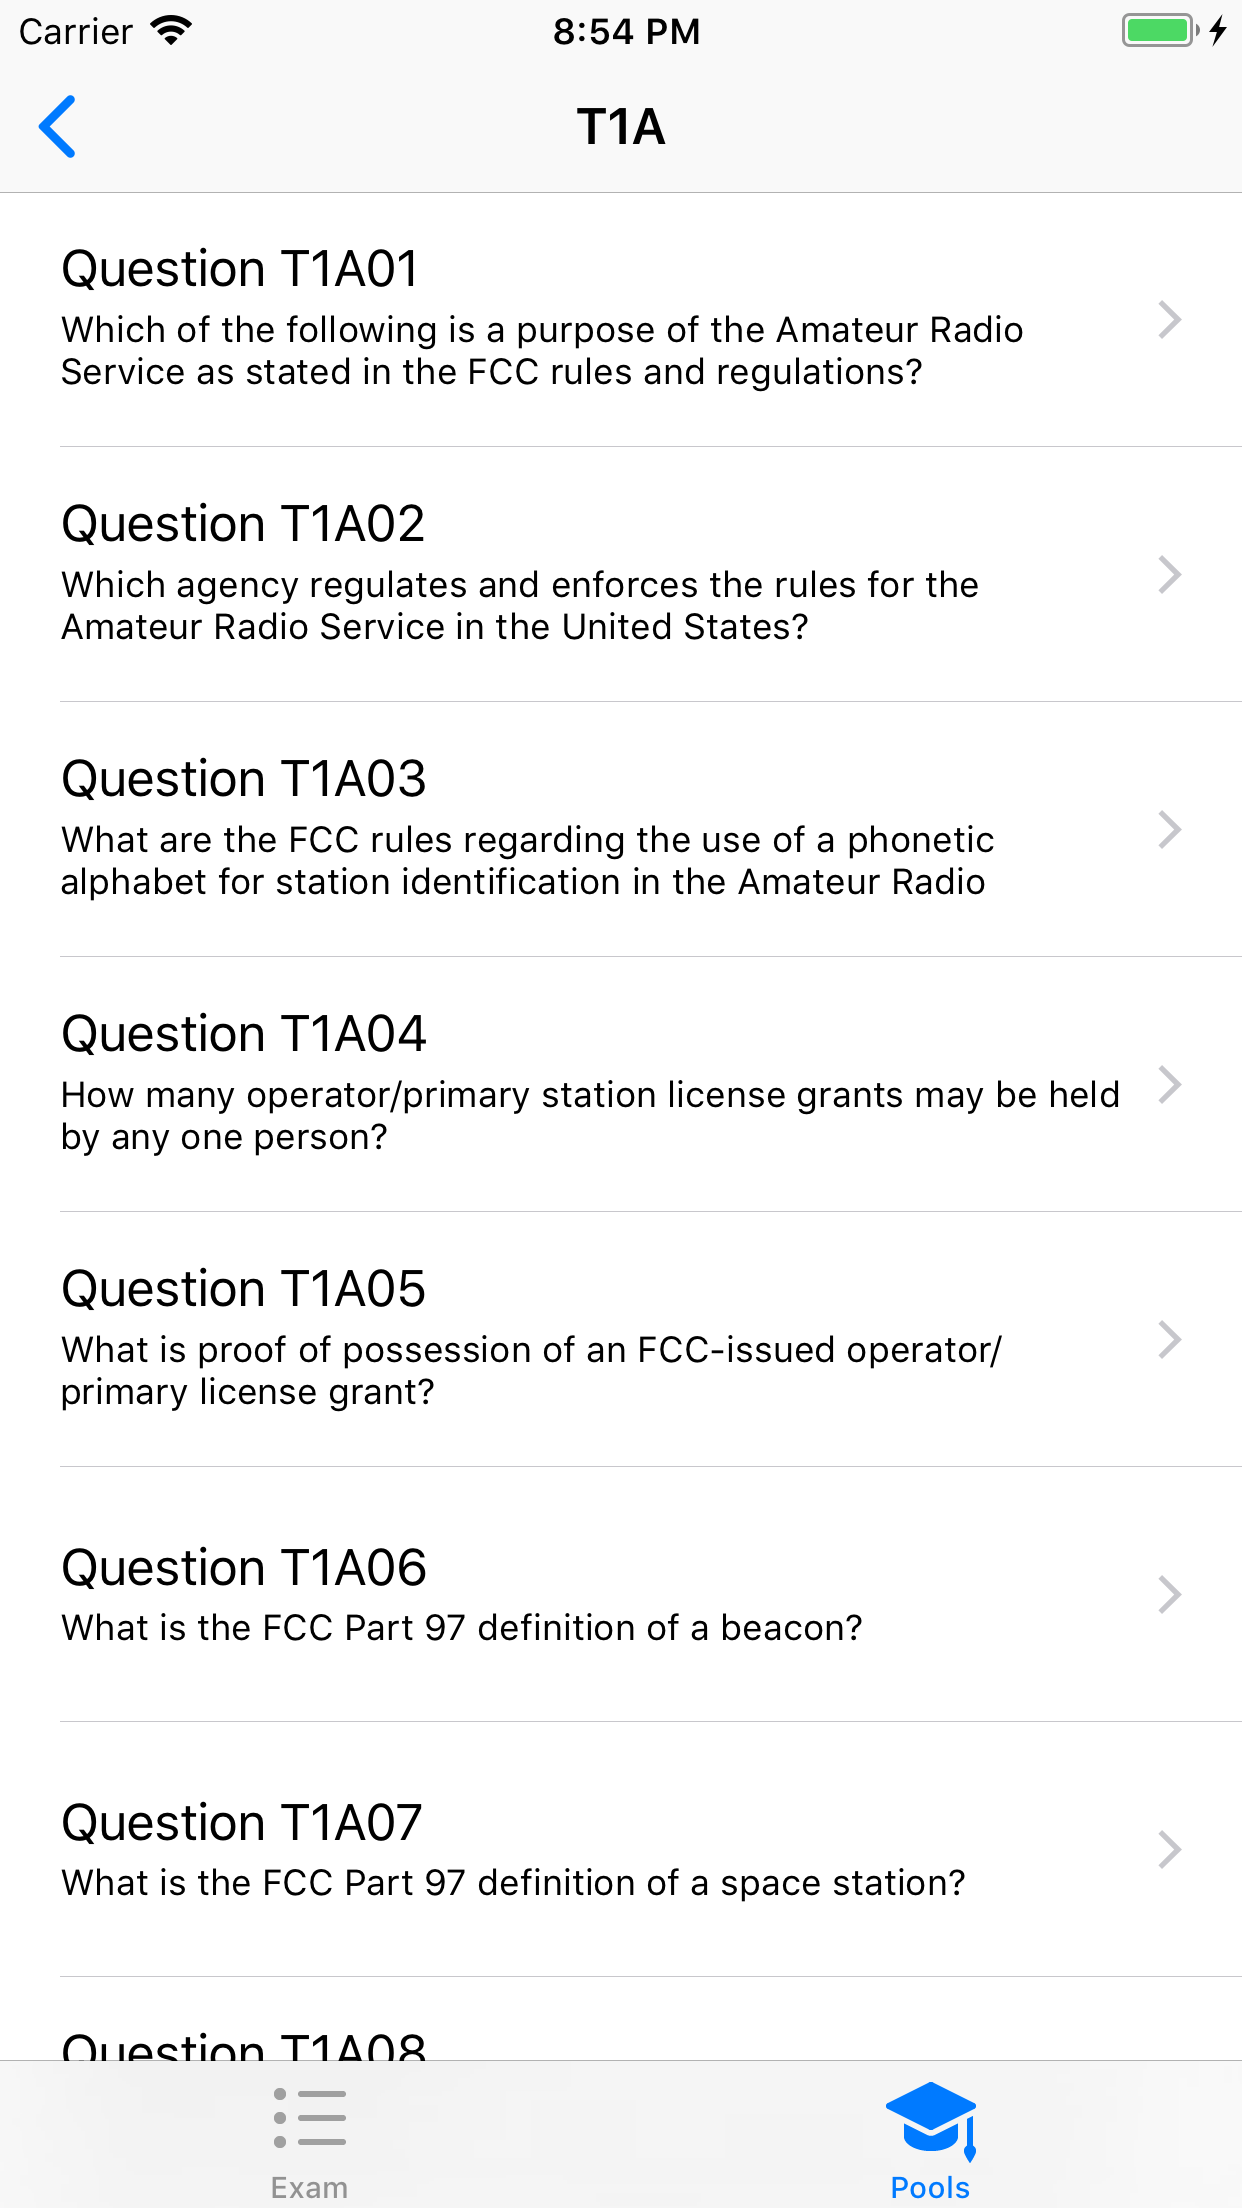 Carrier 8:54 PM
T1A
Question T1A01
Which of the following is a purpose of the Amateur Radio
Service as stated in the FCC rules and regulations?
Question T1A02
Which agency regulates and enforces the rules for the
Amateur Radio Service in the United States?
Question T1A03
What are the FCC rules regarding the use of a phonetic
alphabet for station identification in the Amateur Radio
Question T1A04
How many operator/primary station license grants may be held
by any one person?
Question T1A05
What is proof of possession of an FCC-issued operator/
primary license grant?
Question T1A06
What is the FCC Part 97 definition of a beacon?
Question T1A07
What is the FCC Part 97 definition of a space station?
Question T1A08
Exam Pools